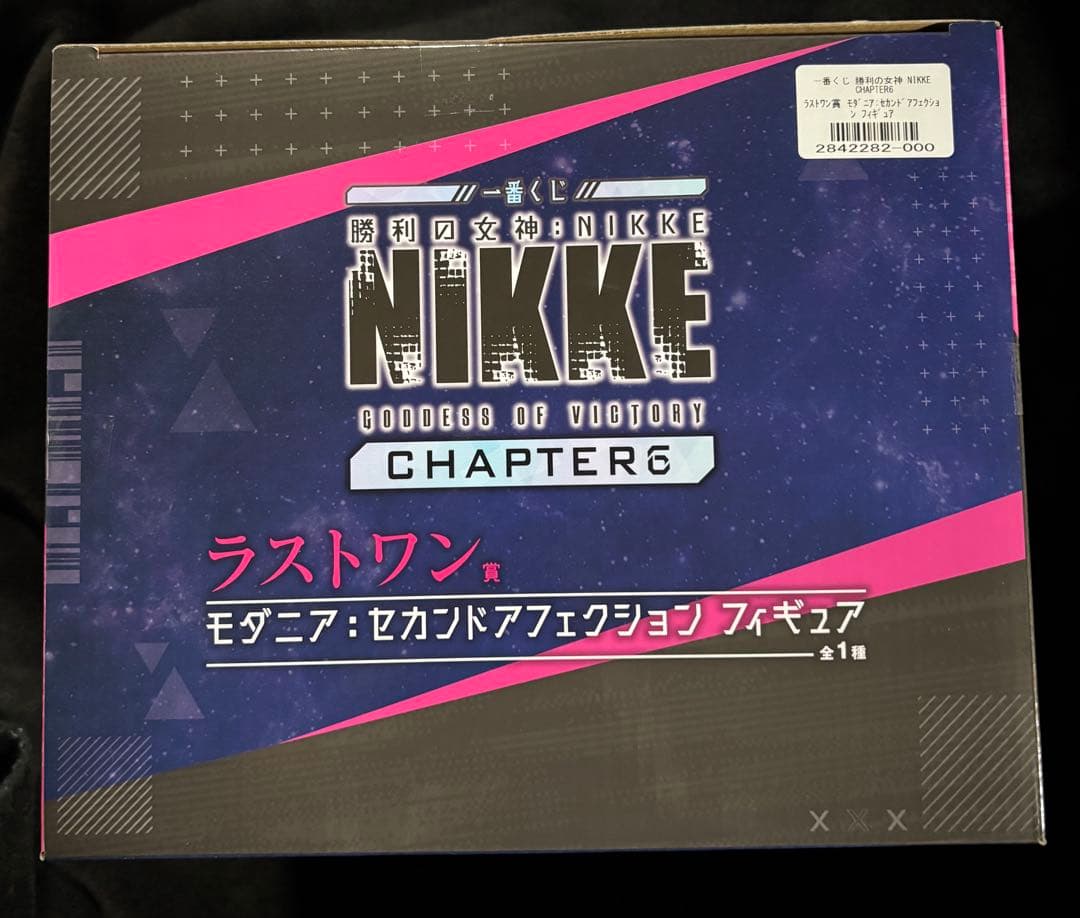 一番くじ 勝利の女神 NIKKE
CHAPTER6
ラストワン賞 モダニア:セカンドアフェクショ
ン フィギュア
2842282-000
一番くじ
勝利の女神:NIKKE
NIKKE
GODDESS OF VICTORY
CHAPTER6
ラストワン賞
モダニア:セカンドアフェクション フィギュア
全1種
X X X